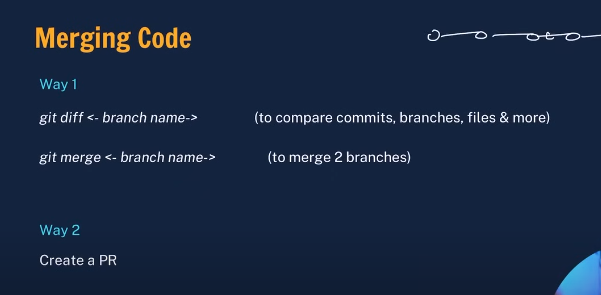 Merging Code
Way 1
git diff <- branch name-> (to compare commits, branches, files & more)
git merge <- branch name-> (to merge 2 branches)
Way 2
Create a PR